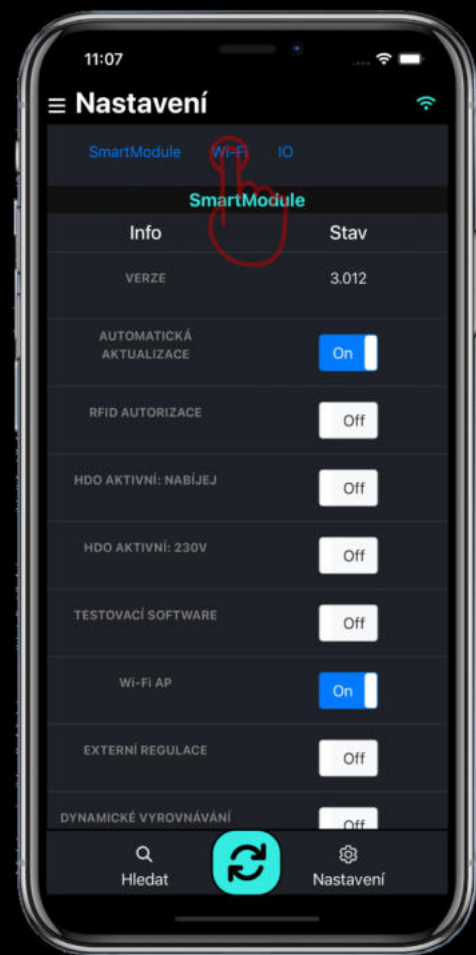 11:07
Nastavení
SmartModule Wi-Fi IO
SmartModule
Info Stav
VERZE 3.012
AUTOMATICKÁ
AKTUALIZACE On
RFID AUTORIZACE Off
HDO AKTIVNÍ: NABÍJEJ Off
HDO AKTIVNÍ: 230V Off
TESTOVACÍ SOFTWARE Off
Wi-Fi AP On
EXTERNÍ REGULACE Off
DYNAMICKÉ VYROVNÁVÁNÍ Off
Hledat Nastavení